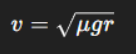 v = √μgr